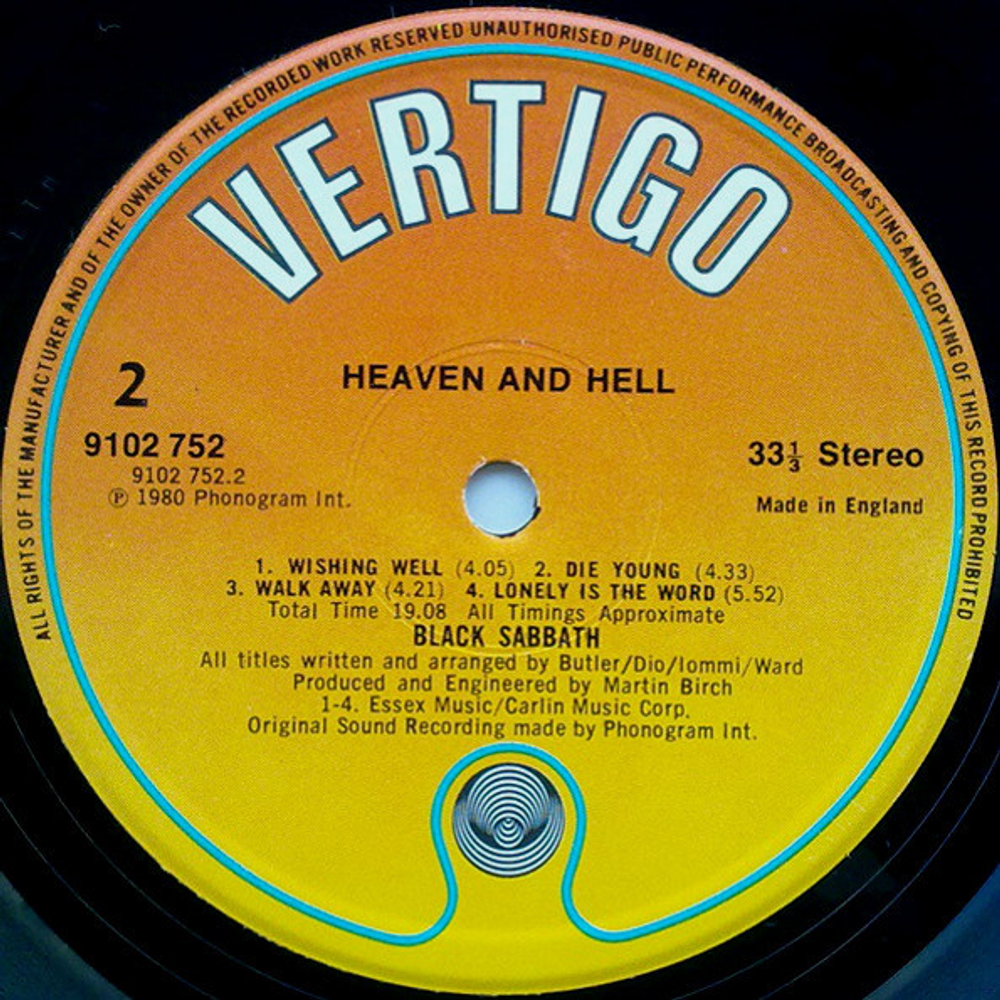 ALL RIGHTS OF THE MANUFACTURER AND OF THE OWNER OF THE RECORDED WORK RESERVED UNAUTHORISED PUBLIC PERFORMANCE BROADCASTING AND COPYING OF THIS RECORD PROHIBITED
VERTIGO
HEAVEN AND HELL
2
9102 752
9102 752.2
℗ 1980 Phonogram Int.
33⅓ Stereo
Made in England
1. WISHING WELL (4.05) 2. DIE YOUNG (4.33)
3. WALK AWAY (4.21) 4. LONELY IS THE WORD (5.52)
Total Time 19.08 All Timings Approximate
BLACK SABBATH
All titles written and arranged by Butler/Dio/Iommi/Ward
Produced and Engineered by Martin Birch
1-4. Essex Music/Carlin Music Corp.
Original Sound Recording made by Phonogram Int.